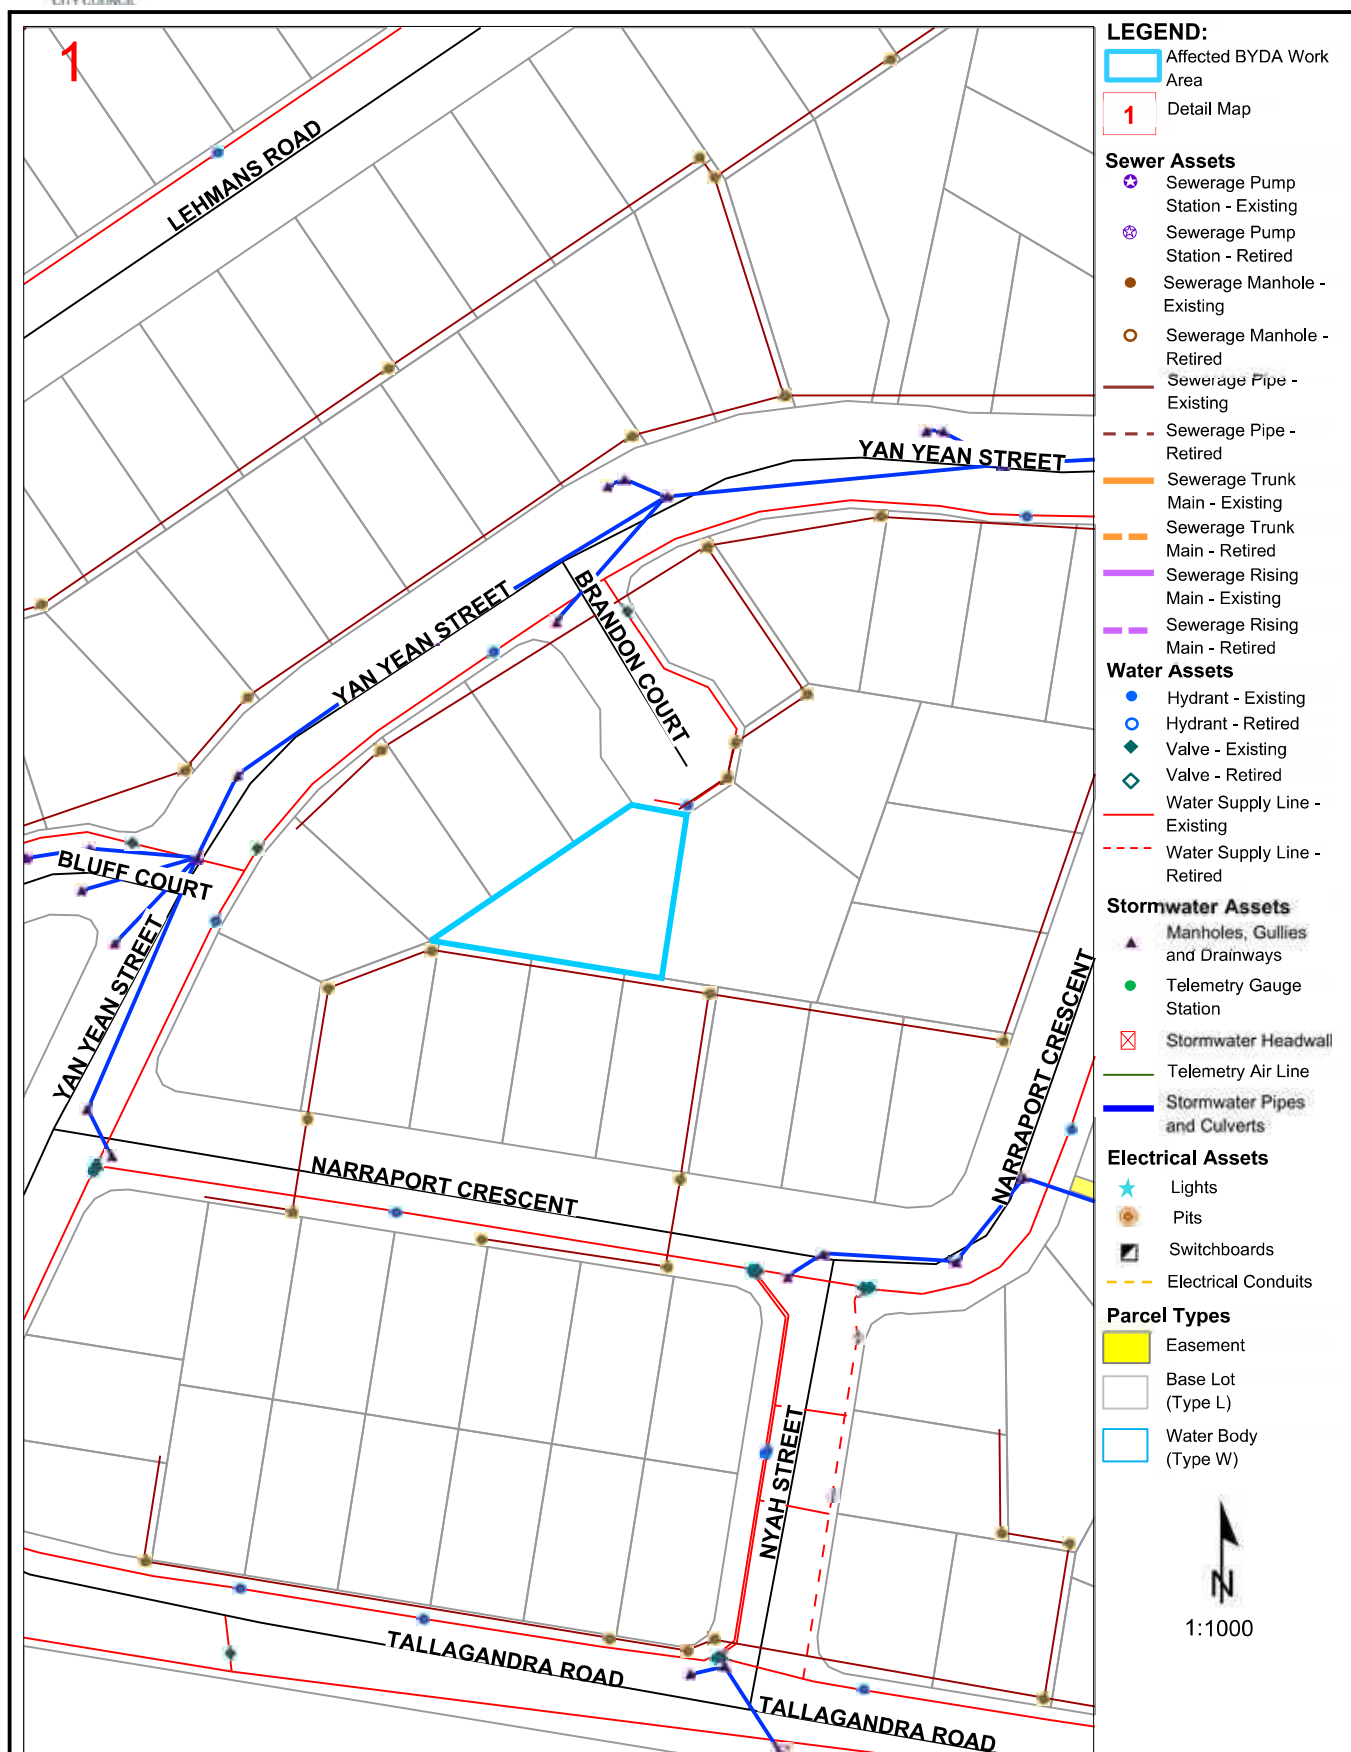 CITY COUNCIL
1
LEHMANS ROAD
YAN YEAN STREET
YAN YEAN STREET
BRANDON COURT
BLUFF COURT
YAN YEAN STREET
NARRAPORT CRESCENT
NARRAPORT CRESCENT
NYAH STREET
TALLAGANDRA ROAD
TALLAGANDRA ROAD
LEGEND:
Affected BYDA Work
Area
1
Detail Map
Sewer Assets
Sewerage Pump
Station - Existing
Sewerage Pump
Station - Retired
Sewerage Manhole -
Existing
Sewerage Manhole -
Retired
Sewerage Pipe -
Existing
Sewerage Pipe -
Retired
Sewerage Trunk
Main - Existing
Sewerage Trunk
Main - Retired
Sewerage Rising
Main - Existing
Sewerage Rising
Main - Retired
Water Assets
Hydrant - Existing
Hydrant - Retired
Valve - Existing
Valve - Retired
Water Supply Line -
Existing
Water Supply Line -
Retired
Stormwater Assets
Manholes, Gullies
and Drainways
Telemetry Gauge
Station
Stormwater Headwall
Telemetry Air Line
Stormwater Pipes
and Culverts
Electrical Assets
Lights
Pits
Switchboards
Electrical Conduits
Parcel Types
Easement
Base Lot
(Type L)
Water Body
(Type W)
N
1:1000